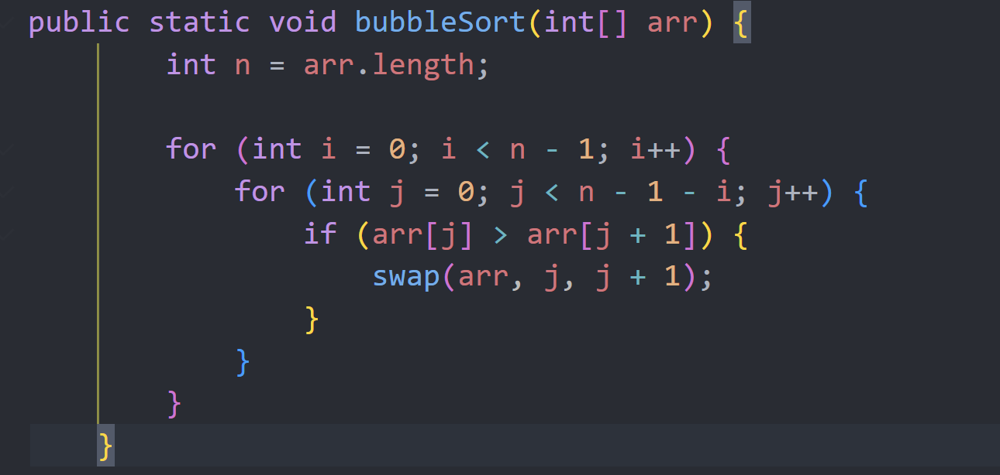 public static void bubbleSort(int[] arr) {
        int n = arr.length;

        for (int i = 0; i < n - 1; i++) {
            for (int j = 0; j < n - 1 - i; j++) {
                if (arr[j] > arr[j + 1]) {
                    swap(arr, j, j + 1);
                }
            }
        }
    }